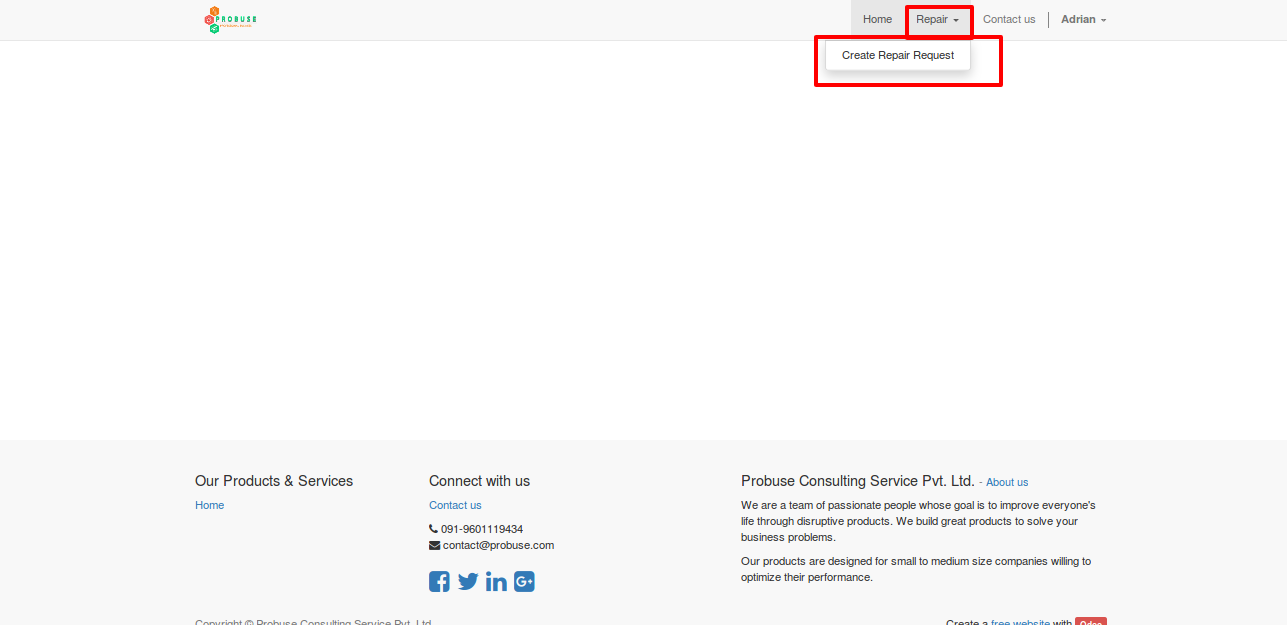 PROBUSE
Home Repair Contact us Adrian
Create Repair Request
Our Products & Services
Home
Connect with us
Contact us
091-9601119434
contact@probuse.com
Probuse Consulting Service Pvt. Ltd. - About us
We are a team of passionate people whose goal is to improve everyone's
life through disruptive products. We build great products to solve your
business problems.
Our products are designed for small to medium size companies willing to
optimize their performance.
Copyright © Probuse Consulting Service Pvt. Ltd.
Create a free website with Odoo